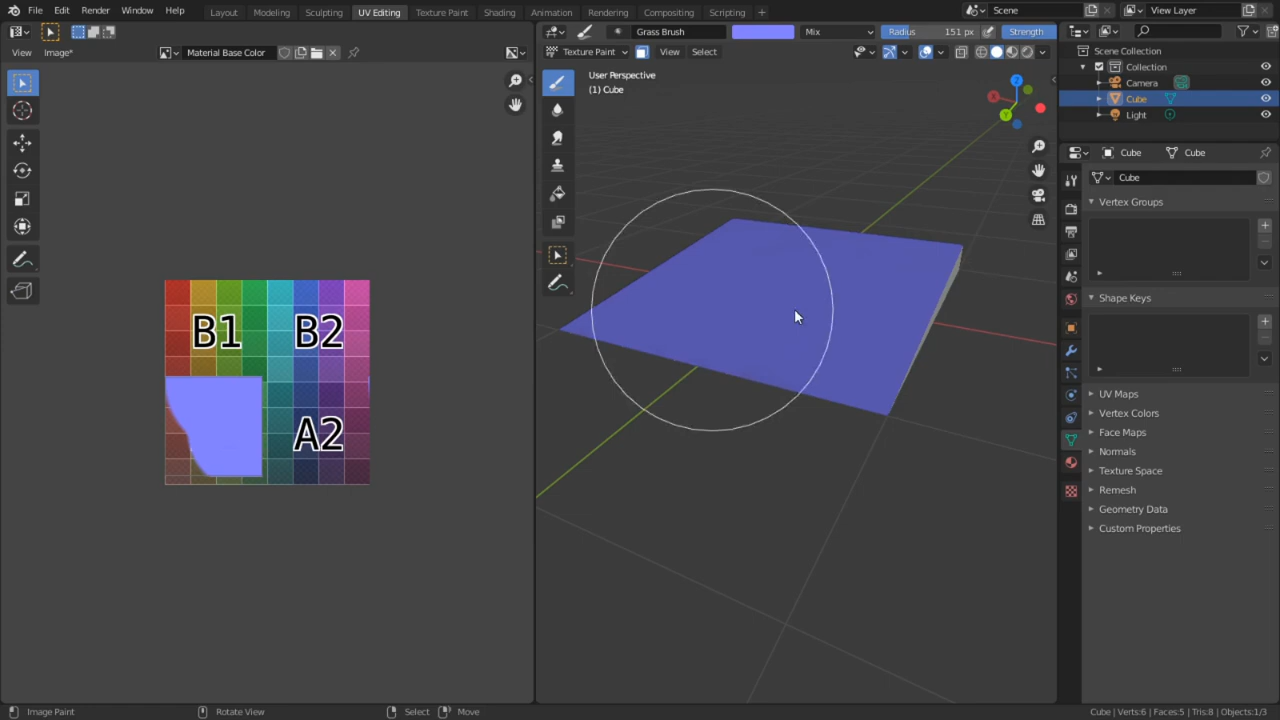 File Edit Render Window Help Layout Modeling Sculpting UV Editing Texture Paint Shading Animation Rendering Compositing Scripting + Scene View Layer
Grass Brush Mix Radius 151 px Strength
View Image* Material Base Color Texture Paint View Select Scene Collection
Collection
User Perspective Camera
(1) Cube Cube
Light
Cube Cube
Cube
Vertex Groups
Shape Keys
B1 B2
UV Maps
Vertex Colors
A2 Face Maps
Normals
Texture Space
Remesh
Geometry Data
Custom Properties
Image Paint Rotate View Select Move Cube | Verts:6 | Faces:5 | Tris:8 | Objects:1/3